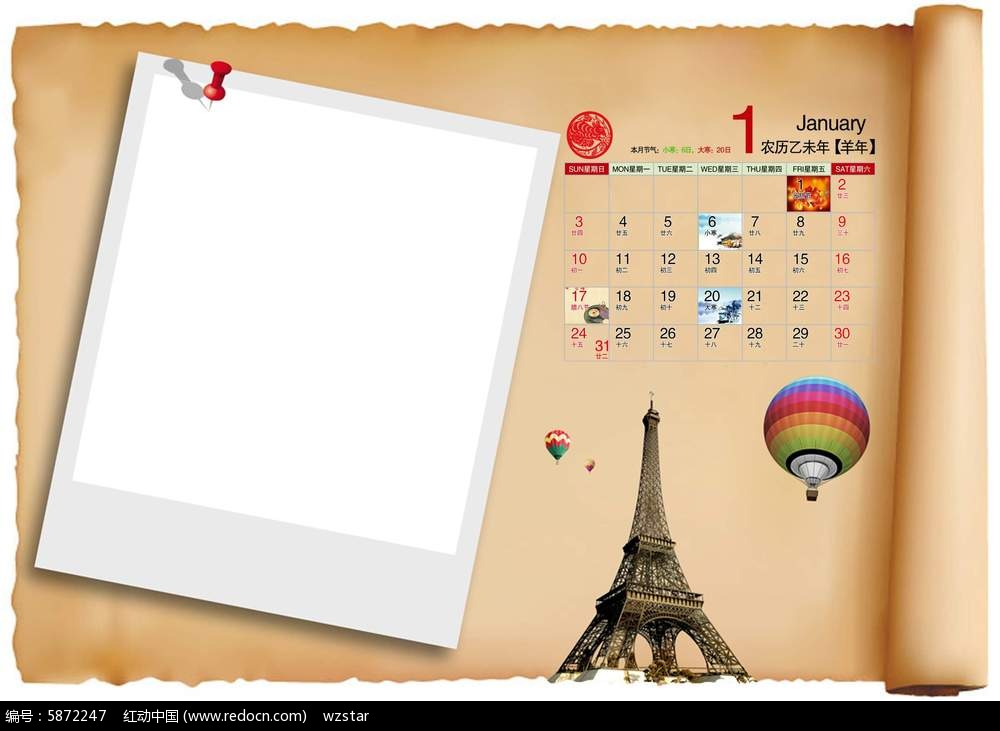 1 January
本月节气：小寒：6日，大寒：20日 农历乙未年【羊年】
SUN星期日 MON星期一 TUE星期二 WED星期三 THU星期四 FRI星期五 SAT星期六
1 2
廿三
3 4 5 6 7 8 9
廿四 廿五 廿六 小寒 廿八 廿九 三十
10 11 12 13 14 15 16
初一 初二 初三 初四 初五 初六 初七
17 18 19 20 21 22 23
腊八节 初九 初十 大寒 十二 十三 十四
24 31 25 26 27 28 29 30
十五 廿二 十六 十七 十八 十九 二十 廿一
编号：5872247 红动中国 (www.redocn.com) wzstar